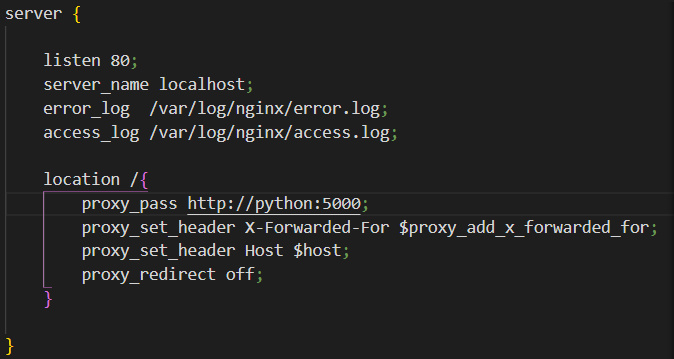 server {
listen 80;
server_name localhost;
error_log  /var/log/nginx/error.log;
access_log /var/log/nginx/access.log;
location /{
proxy_pass http://python:5000;
proxy_set_header X-Forwarded-For $proxy_add_x_forwarded_for;
proxy_set_header Host $host;
proxy_redirect off;
}
}